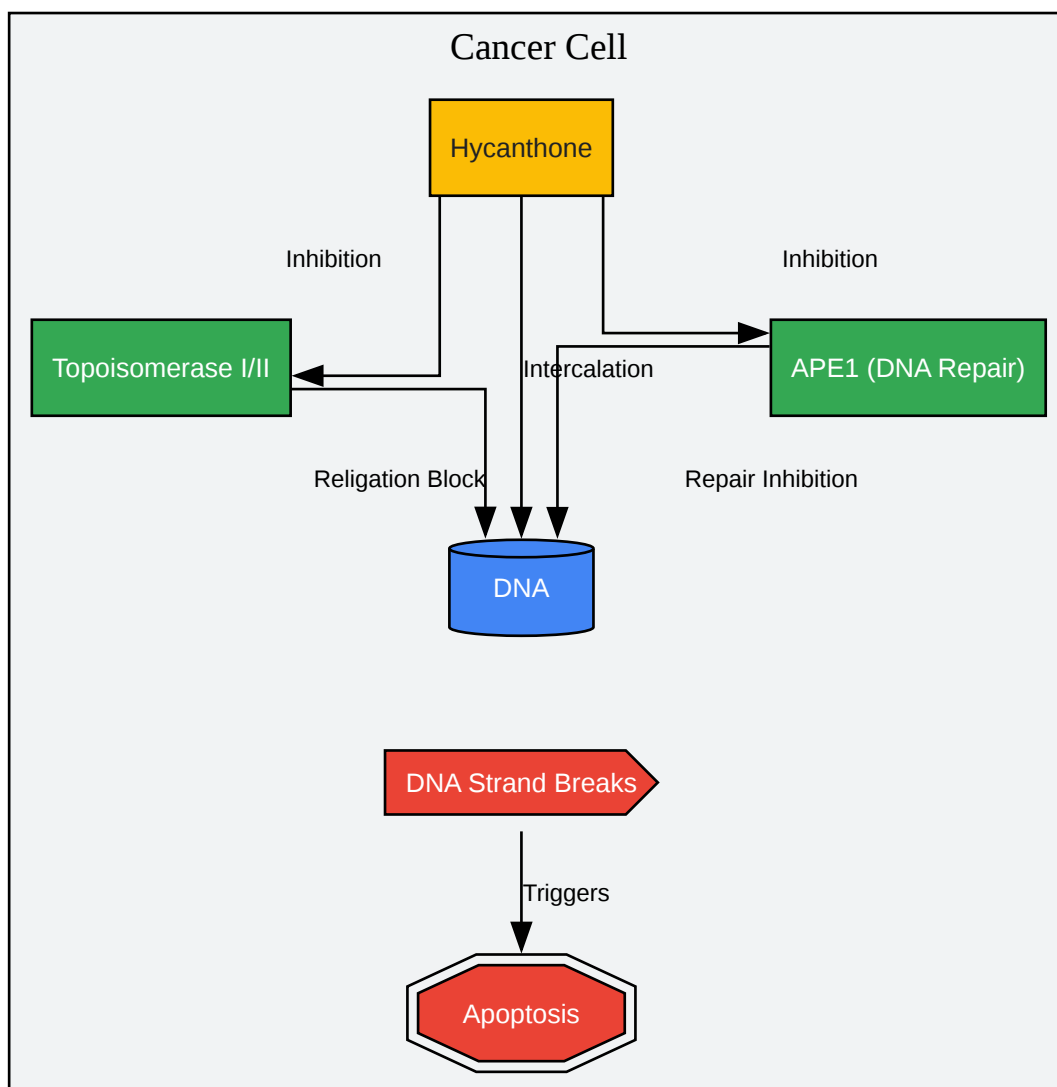 Cancer Cell
Hycanthone
Inhibition
Inhibition
Topoisomerase I/II
Intercalation
APE1 (DNA Repair)
Religation Block
Repair Inhibition
DNA
DNA Strand Breaks
Triggers
Apoptosis